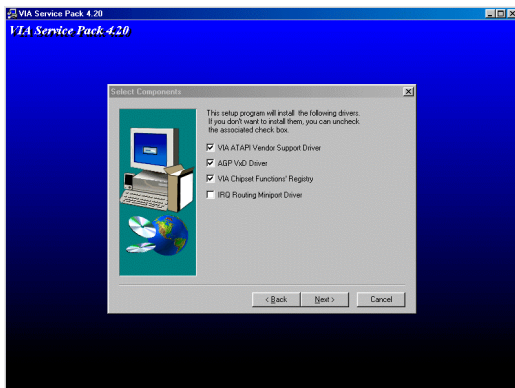 VIA Service Pack 4.20
VIA Service Pack 4.20
Select Components
This setup program will install the following drivers.
If you don't want to install them, you can uncheck
the associated check box.
VIA ATAPI Vendor Support Driver
AGP VxD Driver
VIA Chipset Functions' Registry
IRQ Routing Miniport Driver
< Back
Next >
Cancel